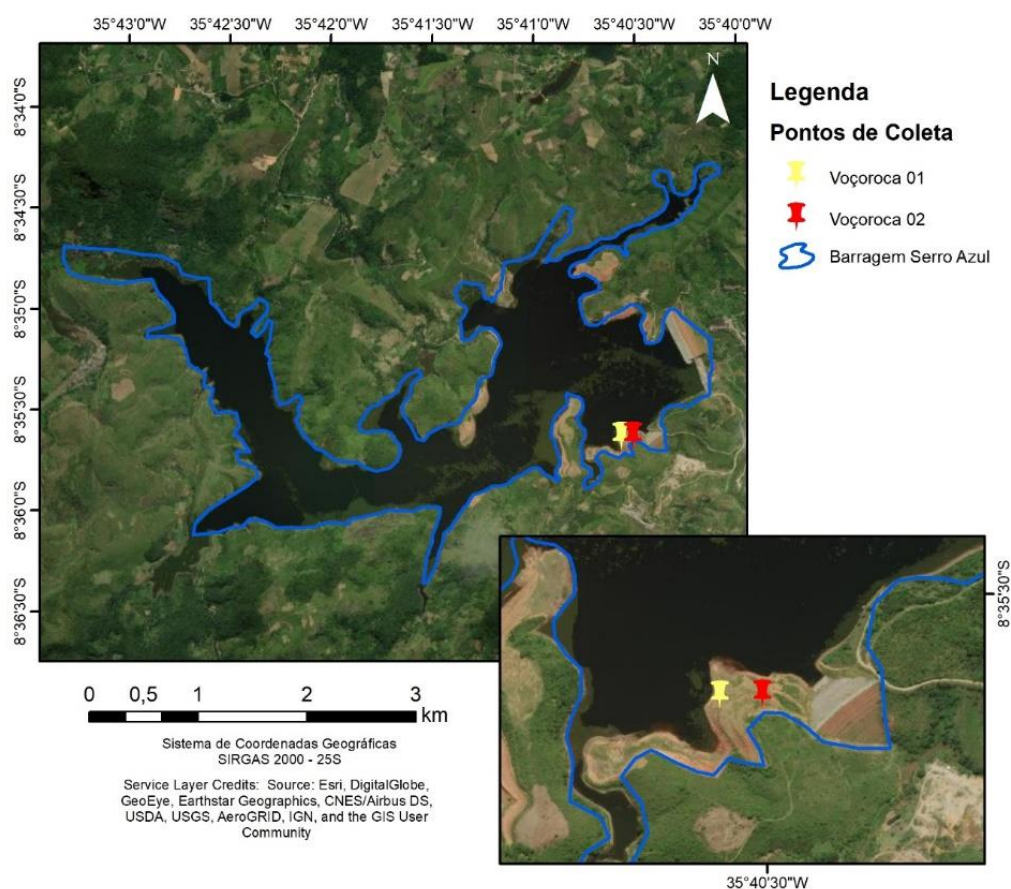 35°43'0"W 35°42'0"W 35°41'30"W 35°41'0"W 35°40'30"W 35°40'0"W
8°34'0"S
8°34'30"S
8°35'0"S
8°35'30"S
8°36'0"S
8°36'30"S
N
Legenda
Pontos de Coleta
Voçoroca 01
Voçoroca 02
Barragem Serro Azul
8°35'30"S
35°40'30"W
0 0,5 1 2 3
km
Sistema de Coordenadas Geográficas
SIRGAS 2000 - 25S
Service Layer Credits: Source: Esri, DigitalGlobe,
GeoEye, Earthstar Geographics, CNES/Airbus DS,
USDA, USGS, AeroGRID, IGN, and the GIS User
Community